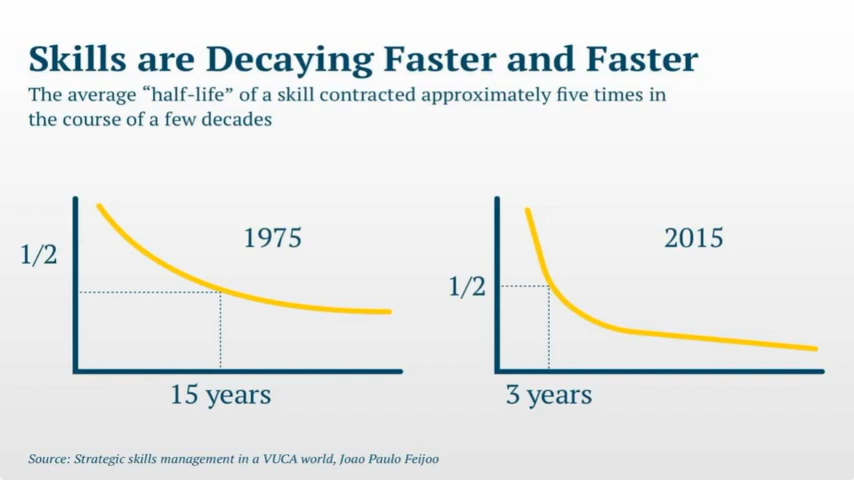 Skills are Decaying Faster and Faster
The average “half-life” of a skill contracted approximately five times in
the course of a few decades
1975
1/2
15 years
2015
1/2
3 years
Source: Strategic skills management in a VUCA world, Joao Paulo Feijoo